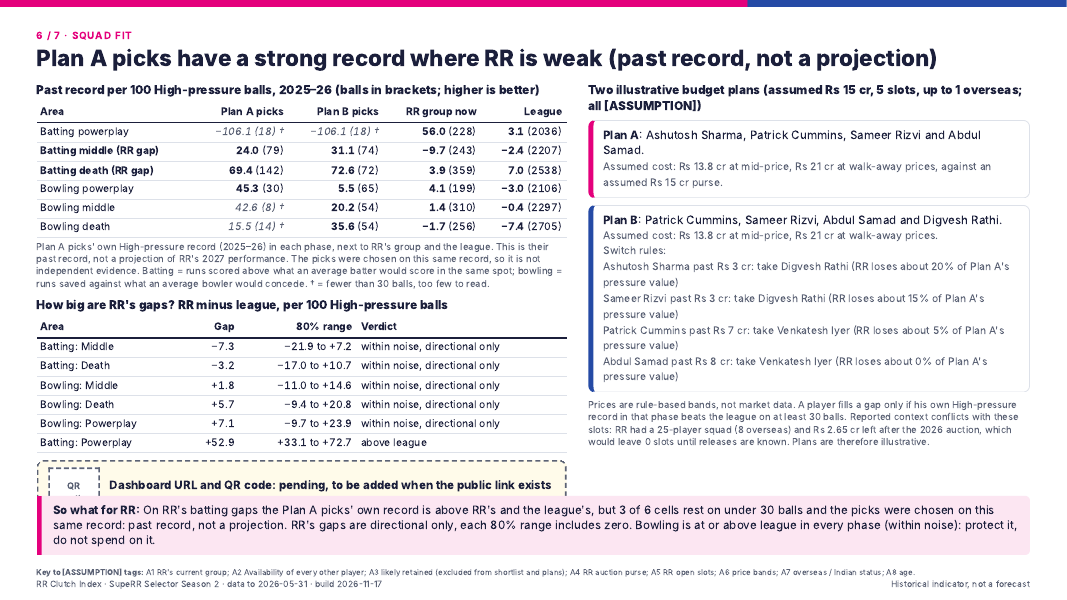 6 / 7 · SQUAD FIT
Plan A picks have a strong record where RR is weak (past record, not a projection)
Past record per 100 High-pressure balls, 2025–26 (balls in brackets; higher is better)
Area Plan A picks Plan B picks RR group now League
Batting powerplay −106.1 (18) † −106.1 (18) † 56.0 (228) 3.1 (2036)
Batting middle (RR gap) 24.0 (79) 31.1 (74) −9.7 (243) −2.4 (2207)
Batting death (RR gap) 69.4 (142) 72.6 (72) 3.9 (359) 7.0 (2538)
Bowling powerplay 45.3 (30) 5.5 (65) 4.1 (199) −3.0 (2106)
Bowling middle 42.6 (8) † 20.2 (54) 1.4 (310) −0.4 (2297)
Bowling death 15.5 (14) † 35.6 (54) −1.7 (256) −7.4 (2705)
Plan A picks' own High-pressure record (2025–26) in each phase, next to RR's group and the league. This is their
past record, not a projection of RR's 2027 performance. The picks were chosen on this same record, so it is not
independent evidence. Batting = runs scored above what an average batter would score in the same spot; bowling =
runs saved against what an average bowler would concede. † = fewer than 30 balls, too few to read.
How big are RR's gaps? RR minus league, per 100 High-pressure balls
Area Gap 80% range Verdict
Batting: Middle −7.3 −21.9 to +7.2 within noise, directional only
Batting: Death −3.2 −17.0 to +10.7 within noise, directional only
Bowling: Middle +1.8 −11.0 to +14.6 within noise, directional only
Bowling: Death +5.7 −9.4 to +20.8 within noise, directional only
Bowling: Powerplay +7.1 −9.7 to +23.9 within noise, directional only
Batting: Powerplay +52.9 +33.1 to +72.7 above league
QR
Dashboard URL and QR code: pending, to be added when the public link exists
Two illustrative budget plans (assumed Rs 15 cr, 5 slots, up to 1 overseas;
all [ASSUMPTION])
Plan A: Ashutosh Sharma, Patrick Cummins, Sameer Rizvi and Abdul
Samad.
Assumed cost: Rs 13.8 cr at mid-price, Rs 21 cr at walk-away prices, against an
assumed Rs 15 cr purse.
Plan B: Patrick Cummins, Sameer Rizvi, Abdul Samad and Digvesh Rathi.
Assumed cost: Rs 13.8 cr at mid-price, Rs 21 cr at walk-away prices.
Switch rules:
Ashutosh Sharma past Rs 3 cr: take Digvesh Rathi (RR loses about 20% of Plan A's
pressure value)
Sameer Rizvi past Rs 3 cr: take Digvesh Rathi (RR loses about 15% of Plan A's
pressure value)
Patrick Cummins past Rs 7 cr: take Venkatesh Iyer (RR loses about 5% of Plan A's
pressure value)
Abdul Samad past Rs 8 cr: take Venkatesh Iyer (RR loses about 0% of Plan A's
pressure value)
Prices are rule-based bands, not market data. A player fills a gap only if his own High-pressure
record in that phase beats the league on at least 30 balls. Reported context conflicts with these
slots: RR had a 25-player squad (8 overseas) and Rs 2.65 cr left after the 2026 auction, which
would leave 0 slots until releases are known. Plans are therefore illustrative.
So what for RR: On RR's batting gaps the Plan A picks' own record is above RR's and the league's, but 3 of 6 cells rest on under 30 balls and the picks were chosen on this
same record: past record, not a projection. RR's gaps are directional only, each 80% range includes zero. Bowling is at or above league in every phase (within noise): protect it,
do not spend on it.
Key to [ASSUMPTION] tags: A1 RR's current group; A2 Availability of every other player; A3 likely retained (excluded from shortlist and plans); A4 RR auction purse; A5 RR open slots; A6 price bands; A7 overseas / Indian status; A8 age.
RR Clutch Index · SupeRR Selector Season 2 · data to 2026-05-31 · build 2026-11-17
Historical indicator, not a forecast